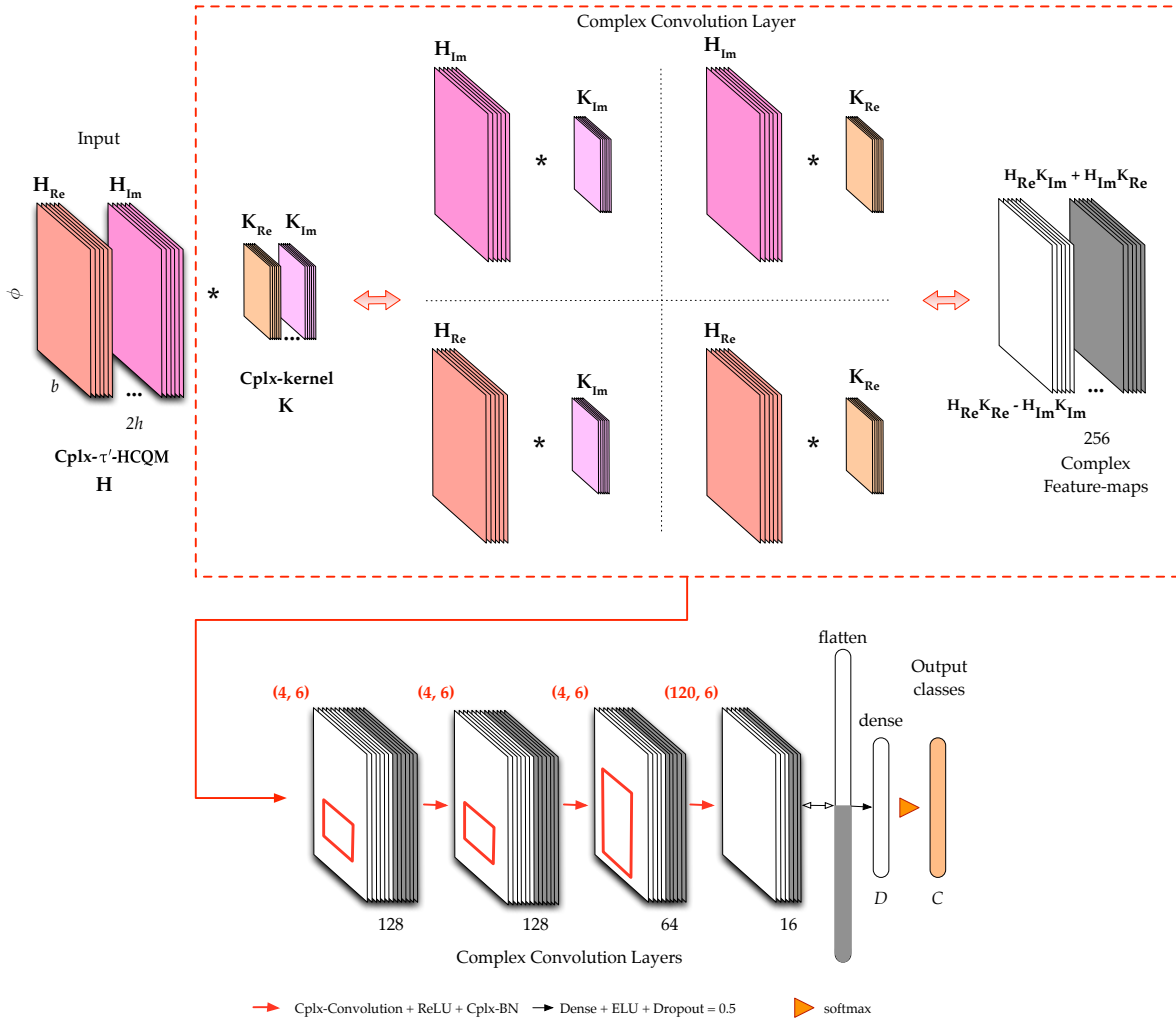 Complex Convolution Layer
Input
H_Re H_Im
ϕ
b
...
2h
Cplx-τ′-HCQM
H
*
K_Re K_Im
...
Cplx-kernel
K
H_Im
*
K_Im
H_Im
*
K_Re
H_Re
*
K_Im
H_Re
*
K_Re
H_Re K_Im + H_Im K_Re
...
H_Re K_Re - H_Im K_Im
256
Complex
Feature-maps
(4, 6) (4, 6) (4, 6) (120, 6)
128 128 64 16
Complex Convolution Layers
flatten
dense
D
Output
classes
C
Cplx-Convolution + ReLU + Cplx-BN Dense + ELU + Dropout = 0.5 softmax